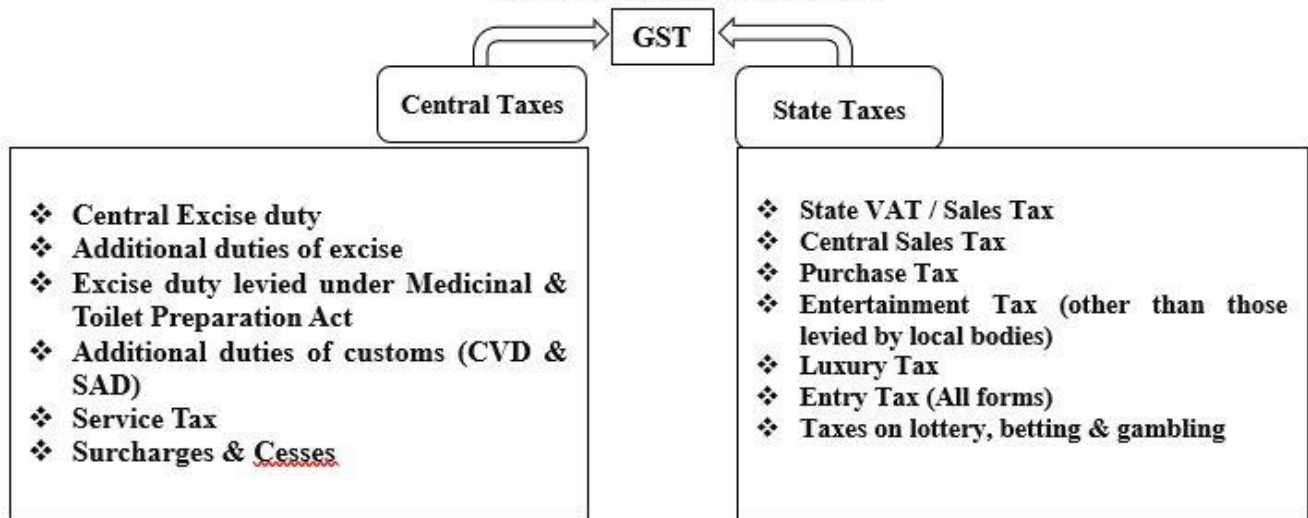 GST
Central Taxes
State Taxes
❖ Central Excise duty
❖ Additional duties of excise
❖ Excise duty levied under Medicinal &
Toilet Preparation Act
❖ Additional duties of customs (CVD &
SAD)
❖ Service Tax
❖ Surcharges & Cesses
❖ State VAT / Sales Tax
❖ Central Sales Tax
❖ Purchase Tax
❖ Entertainment Tax (other than those
levied by local bodies)
❖ Luxury Tax
❖ Entry Tax (All forms)
❖ Taxes on lottery, betting & gambling